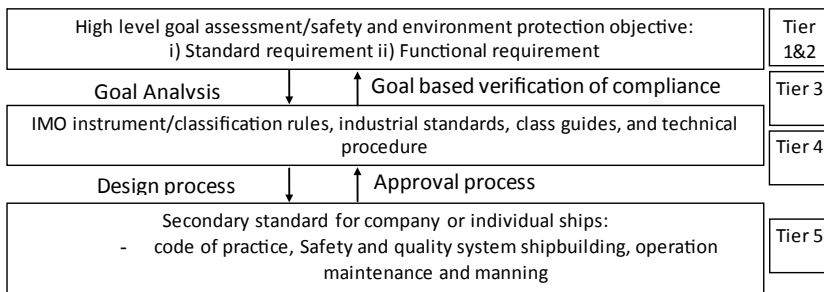 High level goal assessment/safety and environment protection objective:
i) Standard requirement ii) Functional requirement
Tier
1&2
Goal Analysis
Goal based verification of compliance
Tier 3
IMO instrument/classification rules, industrial standards, class guides, and technical
procedure
Tier 4
Design process
Approval process
Secondary standard for company or individual ships:
- code of practice, Safety and quality system shipbuilding, operation
maintenance and manning
Tier 5